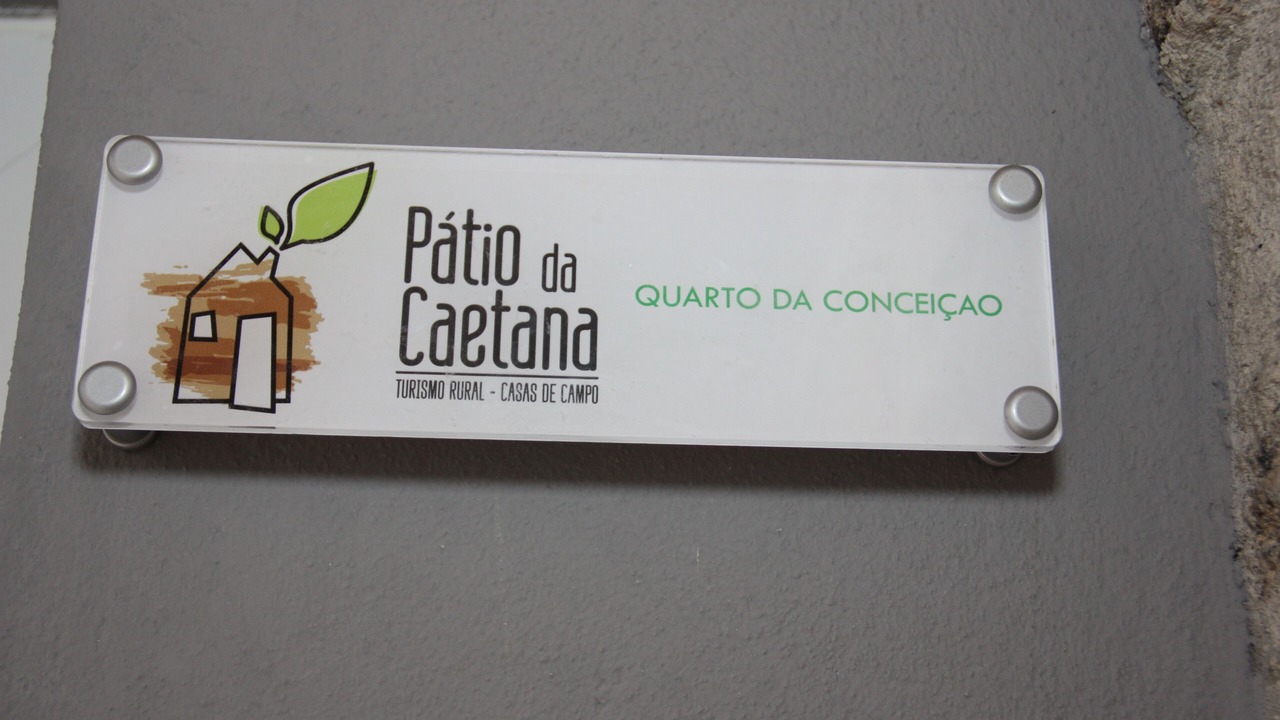 Pátio da
Caetana
TURISMO RURAL - CASAS DE CAMPO
QUARTO DA CONCEIÇAO